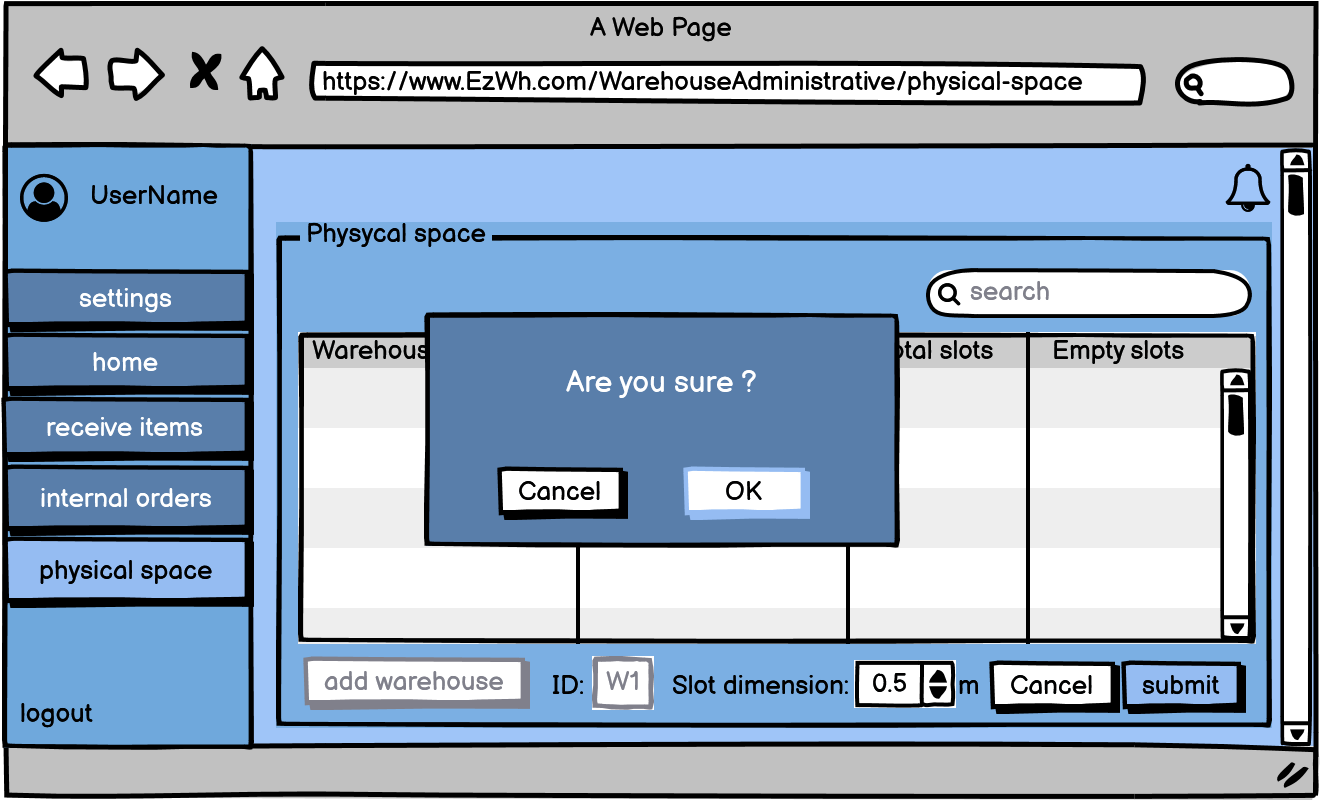 A Web Page
https://www.EzWh.com/WarehouseAdministrative/physical-space
UserName
settings
home
receive items
internal orders
physical space
logout
Physycal space
search
Warehous
otal slots
Empty slots
Are you sure ?
Cancel
OK
add warehouse
ID:
W1
Slot dimension:
0.5
m
Cancel
submit